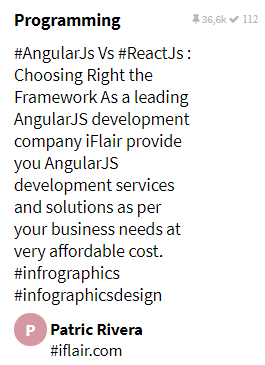 Programming
36,6k 112
#AngularJs Vs #ReactJs :
Choosing Right the
Framework As a leading
AngularJS development
company iFlair provide
you AngularJS
development services
and solutions as per
your business needs at
very affordable cost.
#infrographics
#infographicsdesign
P
Patric Rivera
#iflair.com